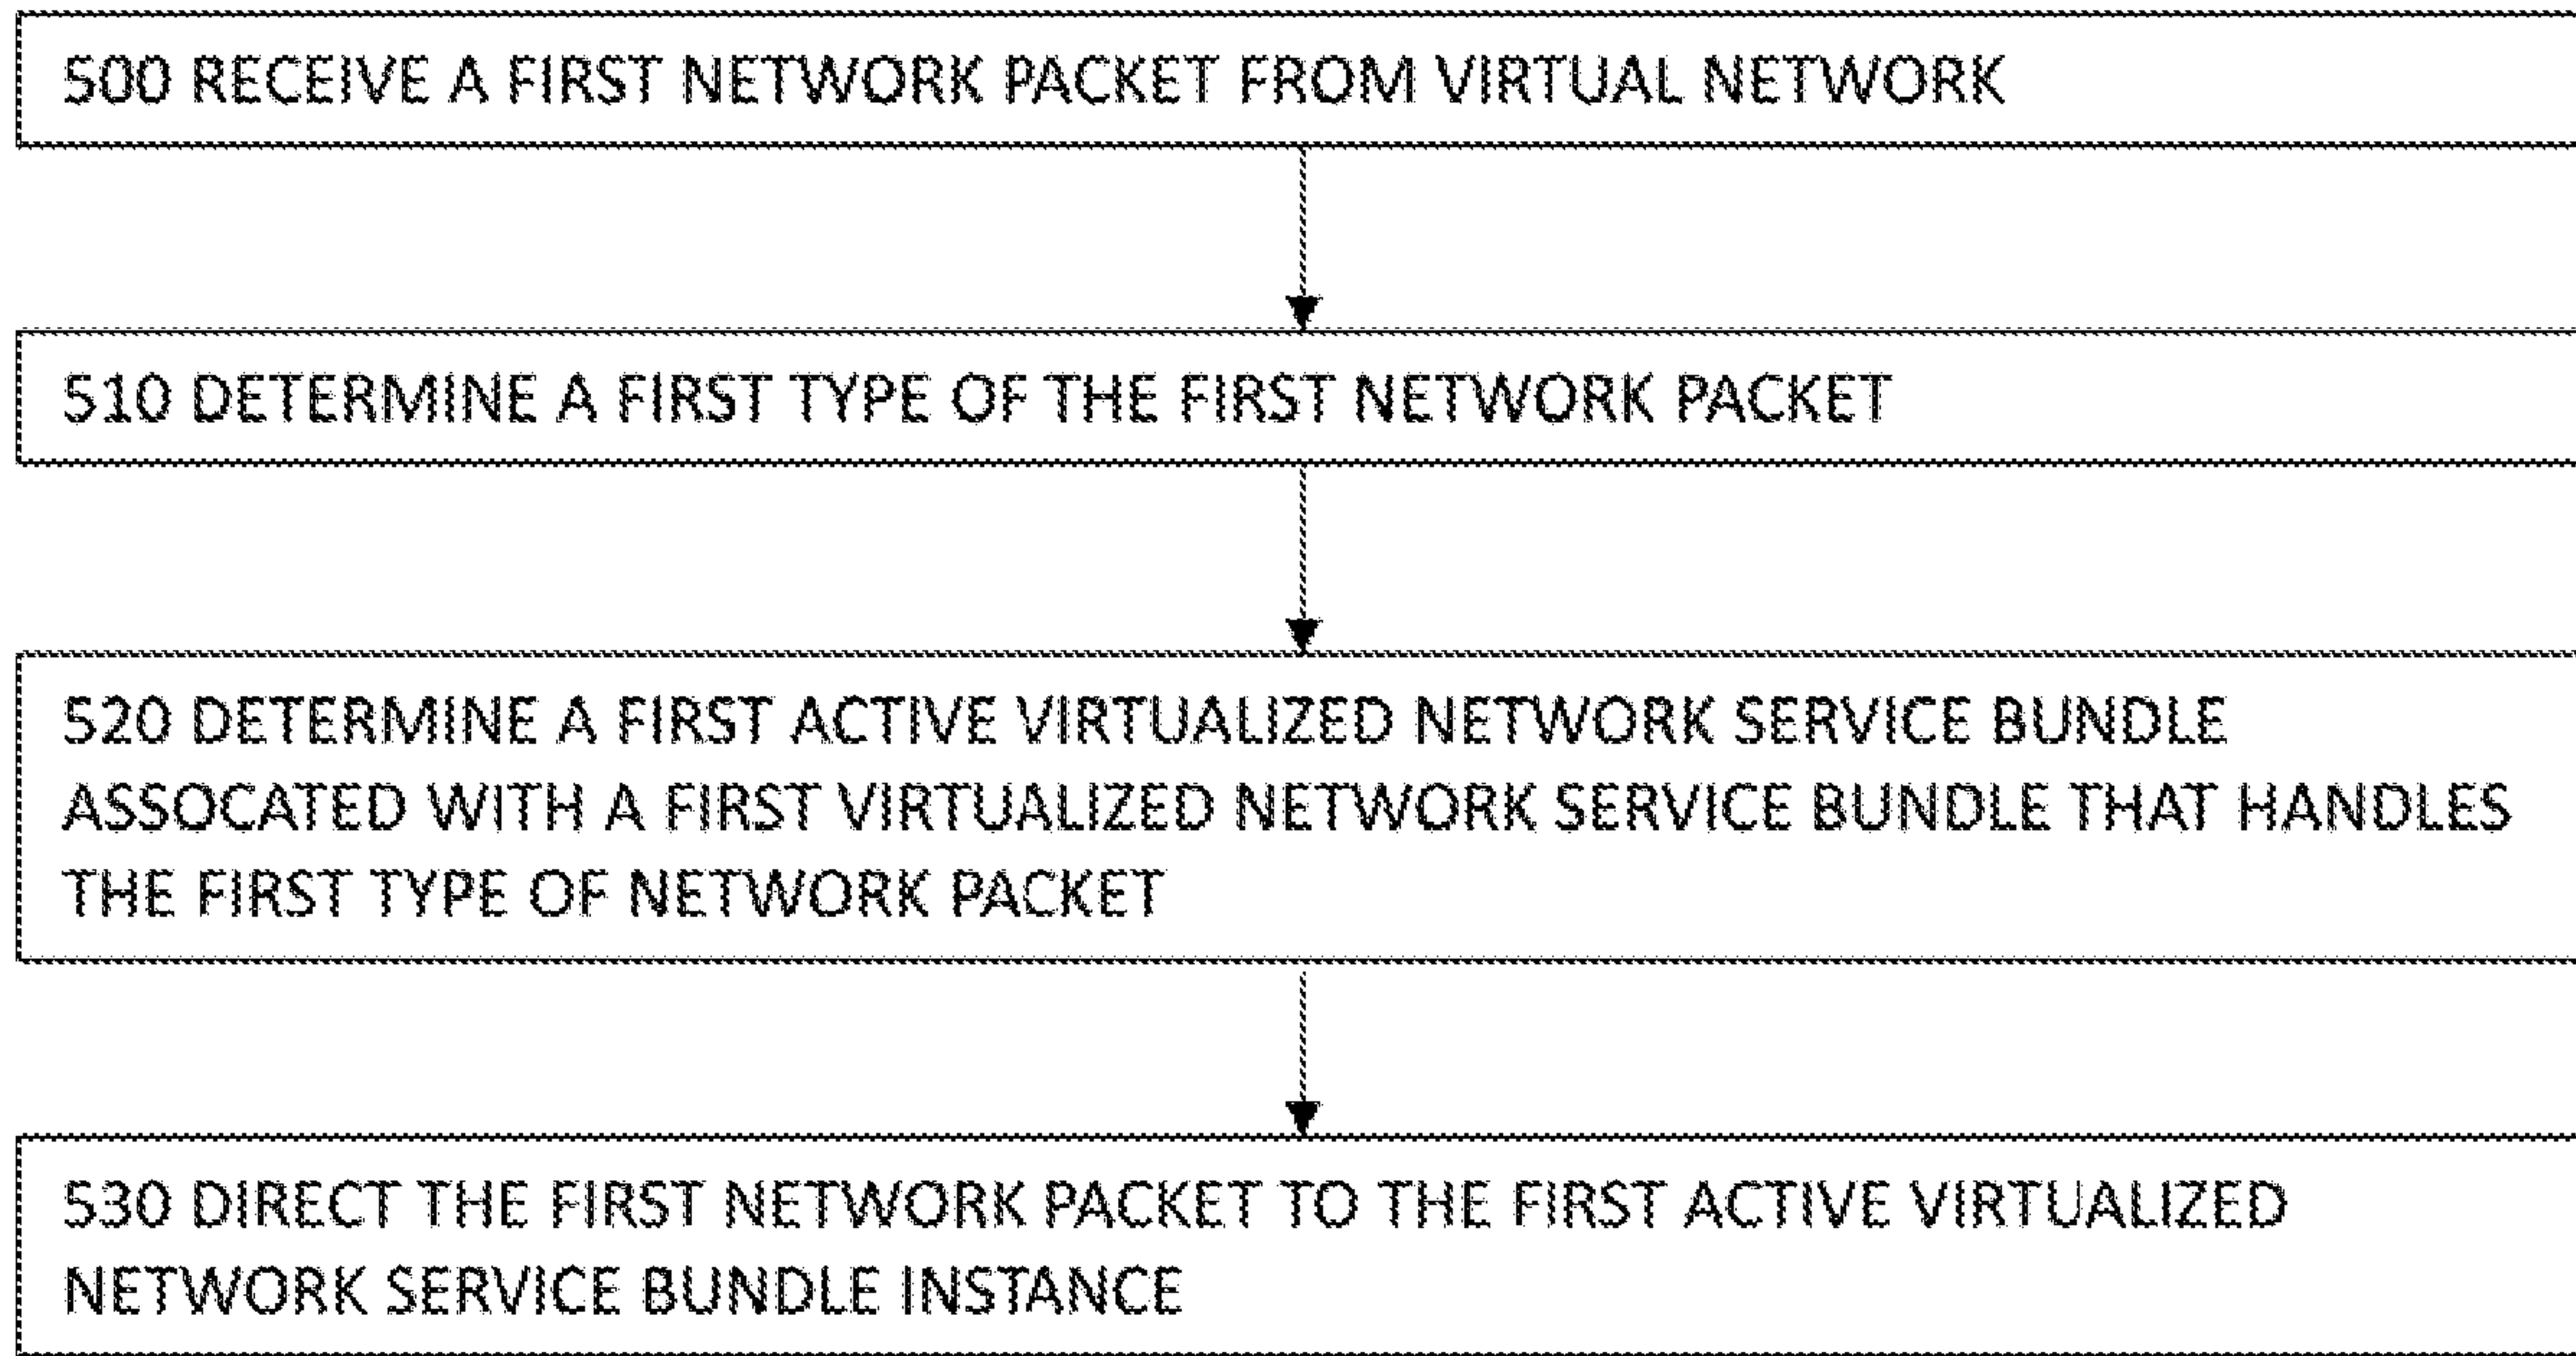 500 RECEIVE A FIRST NETWORK PACKET FROM VIRTUAL NETWORK
510 DETERMINE A FIRST TYPE OF THE FIRST NETWORK PACKET
520 DETERMINE A FIRST ACTIVE VIRTUALIZED NETWORK SERVICE BUNDLE
ASSOCATED WITH A FIRST VIRTUALIZED NETWORK SERVICE BUNDLE THAT HANDLES
THE FIRST TYPE OF NETWORK PACKET
530 DIRECT THE FIRST NETWORK PACKET TO THE FIRST ACTIVE VIRTUALIZED
NETWORK SERVICE BUNDLE INSTANCE